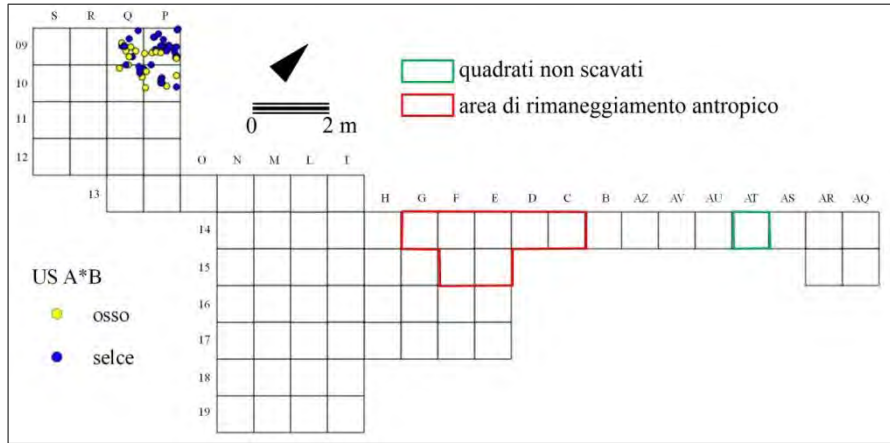 S R Q P
09
10
11
12
13
O N M L I
H G F E D C B AZ AV AU AT AS AR AQ
14
15
16
17
18
19
0 2 m
quadrati non scavati
area di rimaneggiamento antropico
US A*B
osso
selce